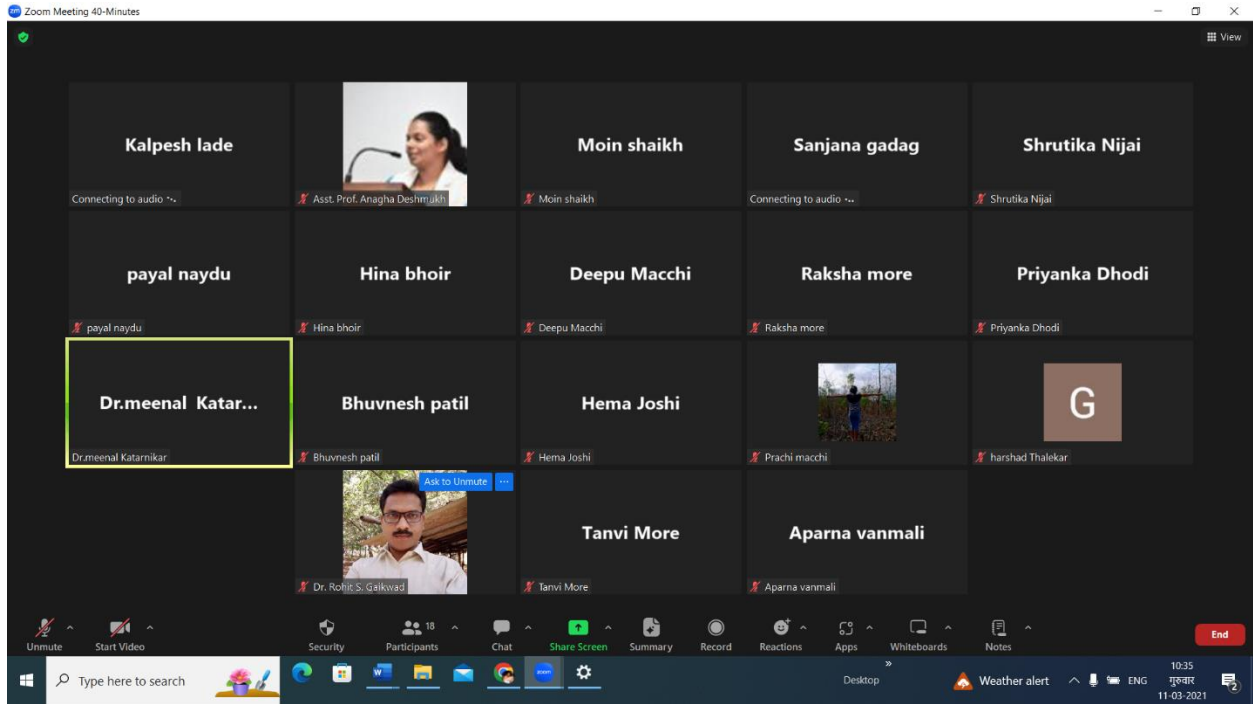 Zoom Meeting 40-Minutes
View
Kalpesh lade
Moin shaikh
Sanjana gadag
Shrutika Nijai
Connecting to audio
Asst. Prof. Anagha Deshmukh
Moin shaikh
Connecting to audio
Shrutika Nijai
payal naydu
Hina bhoir
Deepu Macchi
Raksha more
Priyanka Dhodi
payal naydu
Hina bhoir
Deepu Macchi
Raksha more
Priyanka Dhodi
Dr.meenal Katar...
Bhuvnesh patil
Hema Joshi
G
Dr.meenal Katarnikar
Bhuvnesh patil
Hema Joshi
Prachi macchi
harshad Thalekar
Ask to Unmute ...
Tanvi More
Aparna vanmali
Dr. Rohit S. Gaikwad
Tanvi More
Aparna vanmali
Unmute
Start Video
Security
Participants 18
Chat
Share Screen
Summary
Record
Reactions
Apps
Whiteboards
Notes
End
Type here to search
Desktop
Weather alert
ENG
10:35
गुरुवार
11-03-2021
2